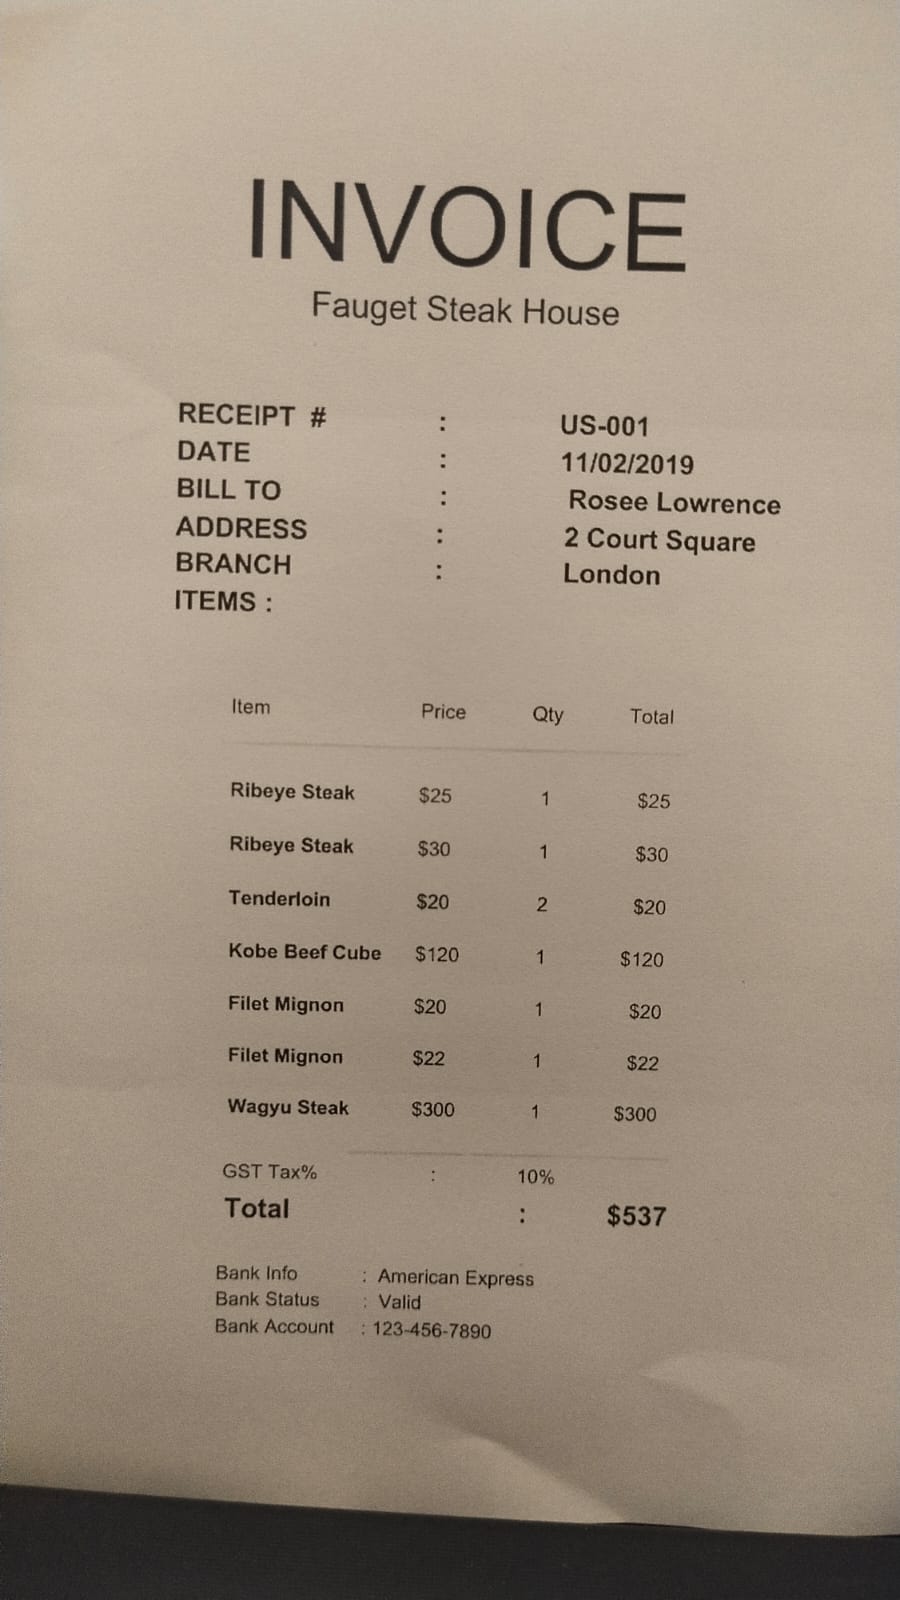 INVOICE
Fauget Steak House
RECEIPT # : US-001
DATE : 11/02/2019
BILL TO : Rosee Lowrence
ADDRESS : 2 Court Square
BRANCH : London
ITEMS :
Item Price Qty Total
Ribeye Steak $25 1 $25
Ribeye Steak $30 1 $30
Tenderloin $20 2 $20
Kobe Beef Cube $120 1 $120
Filet Mignon $20 1 $20
Filet Mignon $22 1 $22
Wagyu Steak $300 1 $300
GST Tax% : 10%
Total : $537
Bank Info : American Express
Bank Status : Valid
Bank Account : 123-456-7890